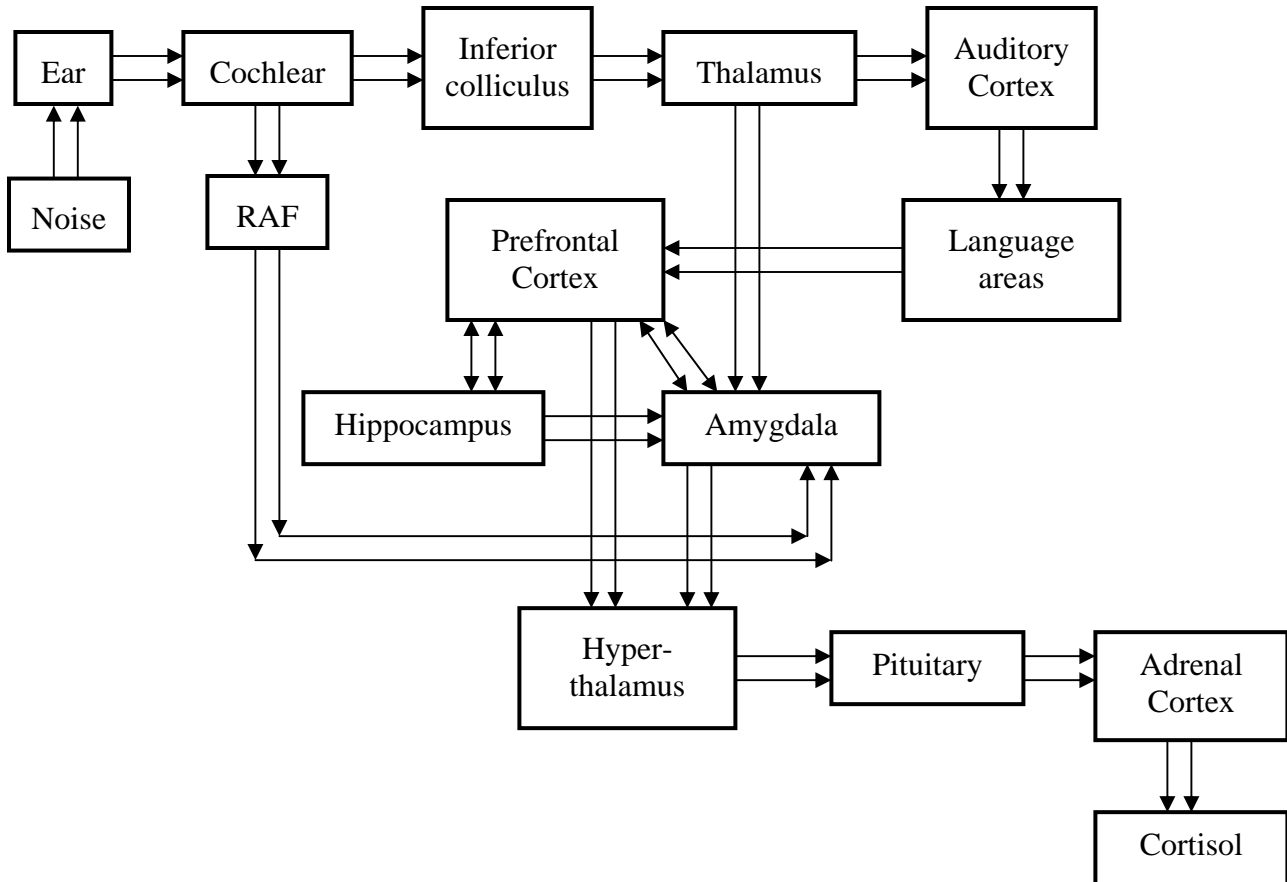 Ear
Cochlear
Inferior
colliculus
Thalamus
Auditory
Cortex
Noise
RAF
Prefrontal
Cortex
Language
areas
Hippocampus
Amygdala
Hyper-
thalamus
Pituitary
Adrenal
Cortex
Cortisol